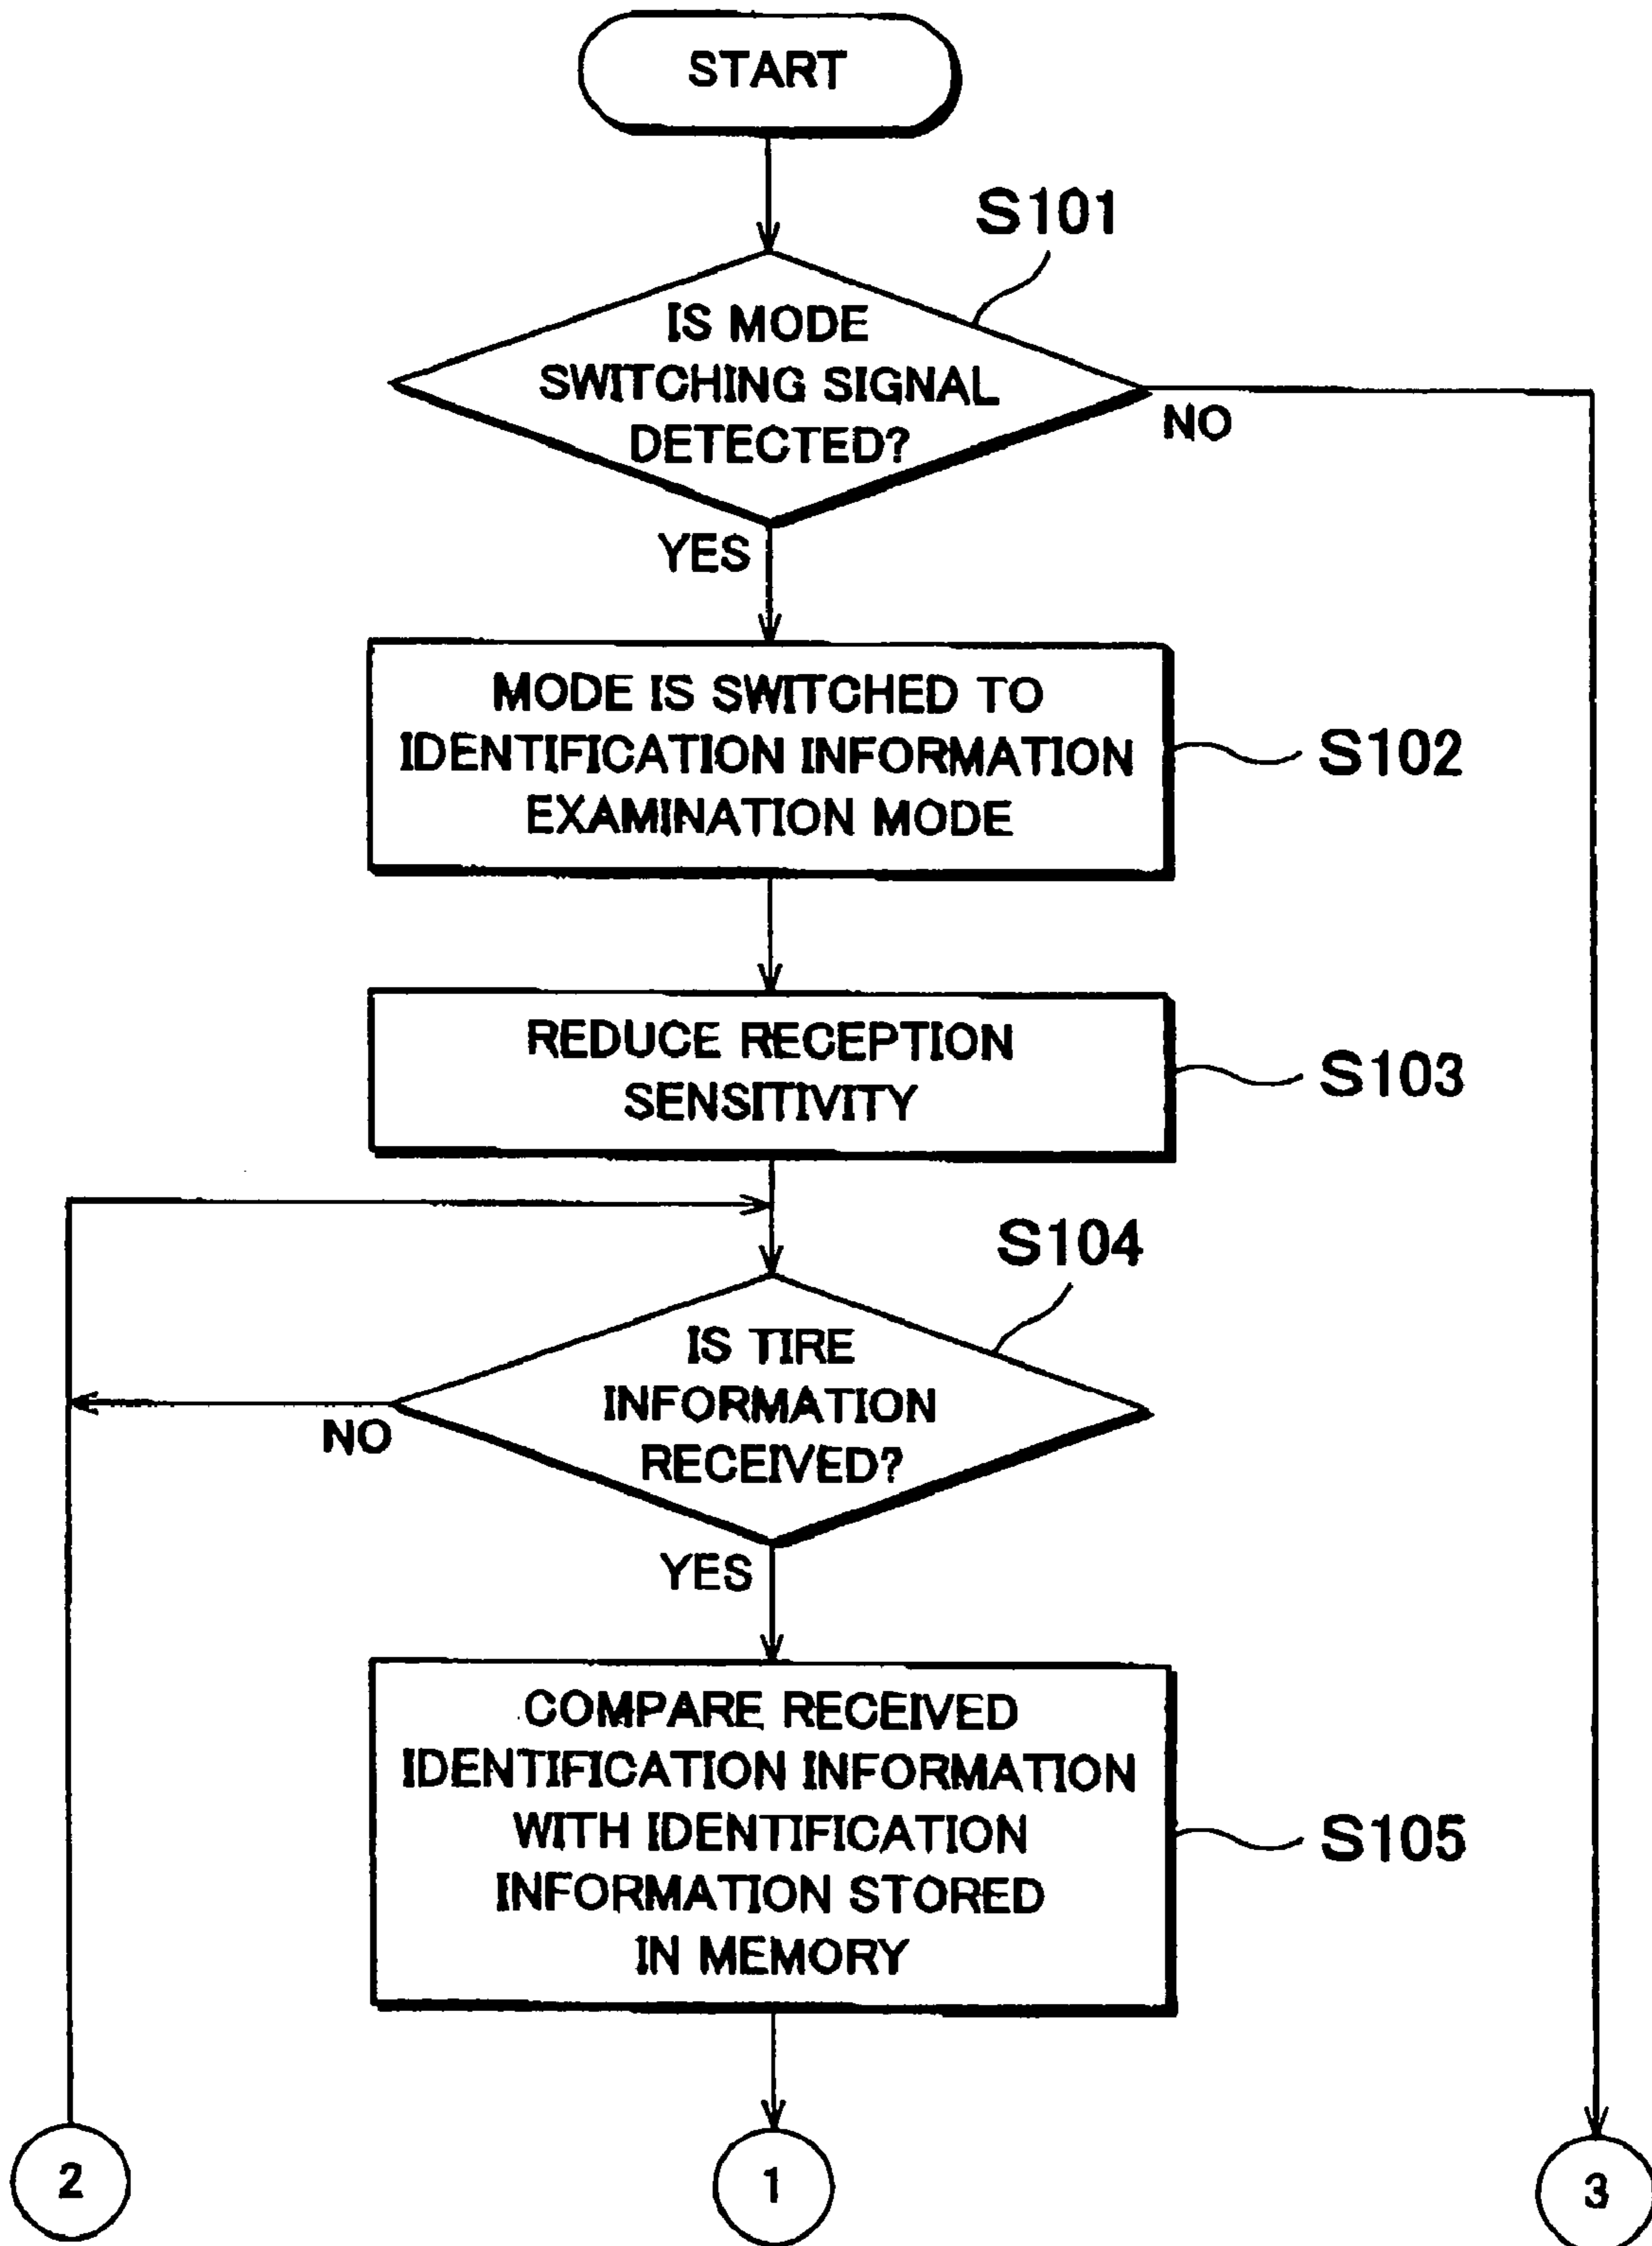 START
S101
IS MODE
SWITCHING SIGNAL
DETECTED?
NO
YES
MODE IS SWITCHED TO
IDENTIFICATION INFORMATION
EXAMINATION MODE
S102
REDUCE RECEPTION
SENSITIVITY
S103
S104
IS TIRE
INFORMATION
RECEIVED?
NO
YES
COMPARE RECEIVED
IDENTIFICATION INFORMATION
WITH IDENTIFICATION
INFORMATION STORED
IN MEMORY
S105
2
1
3